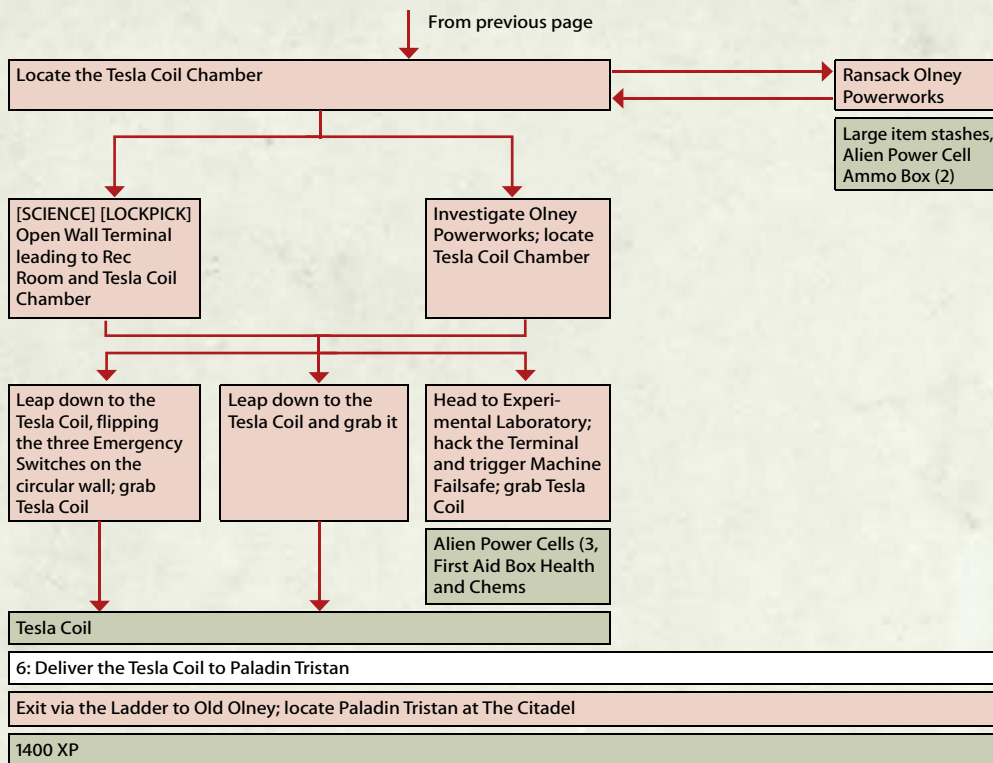 From previous page
Locate the Tesla Coil Chamber
Ransack Olney
Powerworks
Large item stashes,
Alien Power Cell
Ammo Box (2)
[SCIENCE] [LOCKPICK]
Open Wall Terminal
leading to Rec
Room and Tesla Coil
Chamber
Investigate Olney
Powerworks; locate
Tesla Coil Chamber
Leap down to the
Tesla Coil, flipping
the three Emergency
Switches on the
circular wall; grab
Tesla Coil
Leap down to the
Tesla Coil and grab it
Head to Experi-
mental Laboratory;
hack the Terminal
and trigger Machine
Failsafe; grab Tesla
Coil
Alien Power Cells (3,
First Aid Box Health
and Chems
Tesla Coil
6: Deliver the Tesla Coil to Paladin Tristan
Exit via the Ladder to Old Olney; locate Paladin Tristan at The Citadel
1400 XP